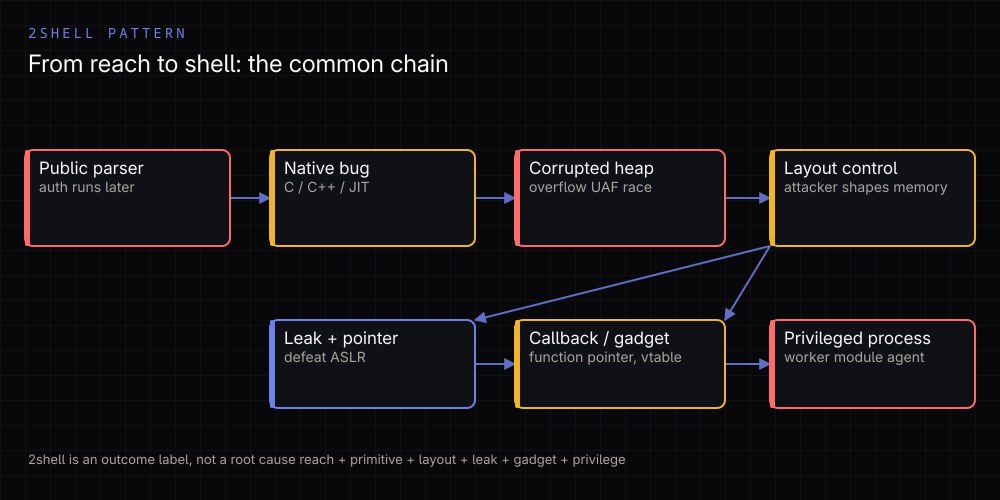 2SHELL PATTERN
From reach to shell: the common chain
Public parser
auth runs later
Native bug
C / C++ / JIT
Corrupted heap
overflow UAF race
Layout control
attacker shapes memory
Leak + pointer
defeat ASLR
Callback / gadget
function pointer, vtable
Privileged process
worker module agent
2shell is an outcome label, not a root cause reach + primitive + layout + leak + gadget + privilege